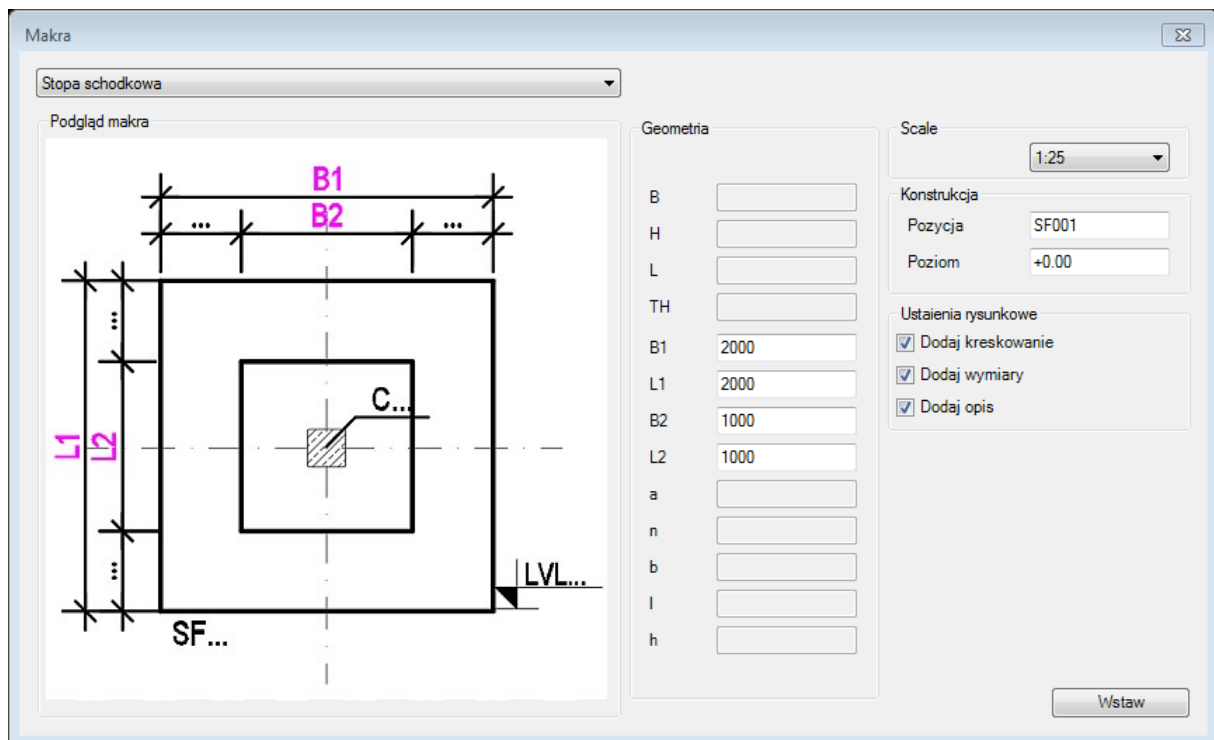 Makra
Stopa schodkowa
Podgląd makra
B1
... B2 ...
L1
L2
...
...
C...
LVL...
SF...
Geometria
B
H
L
TH
B1 2000
L1 2000
B2 1000
L2 1000
a
n
b
l
h
Scale
1:25
Konstrukcja
Pozycja SF001
Poziom +0.00
Ustaienia rysunkowe
Dodaj kreskowanie
Dodaj wymiary
Dodaj opis
Wstaw